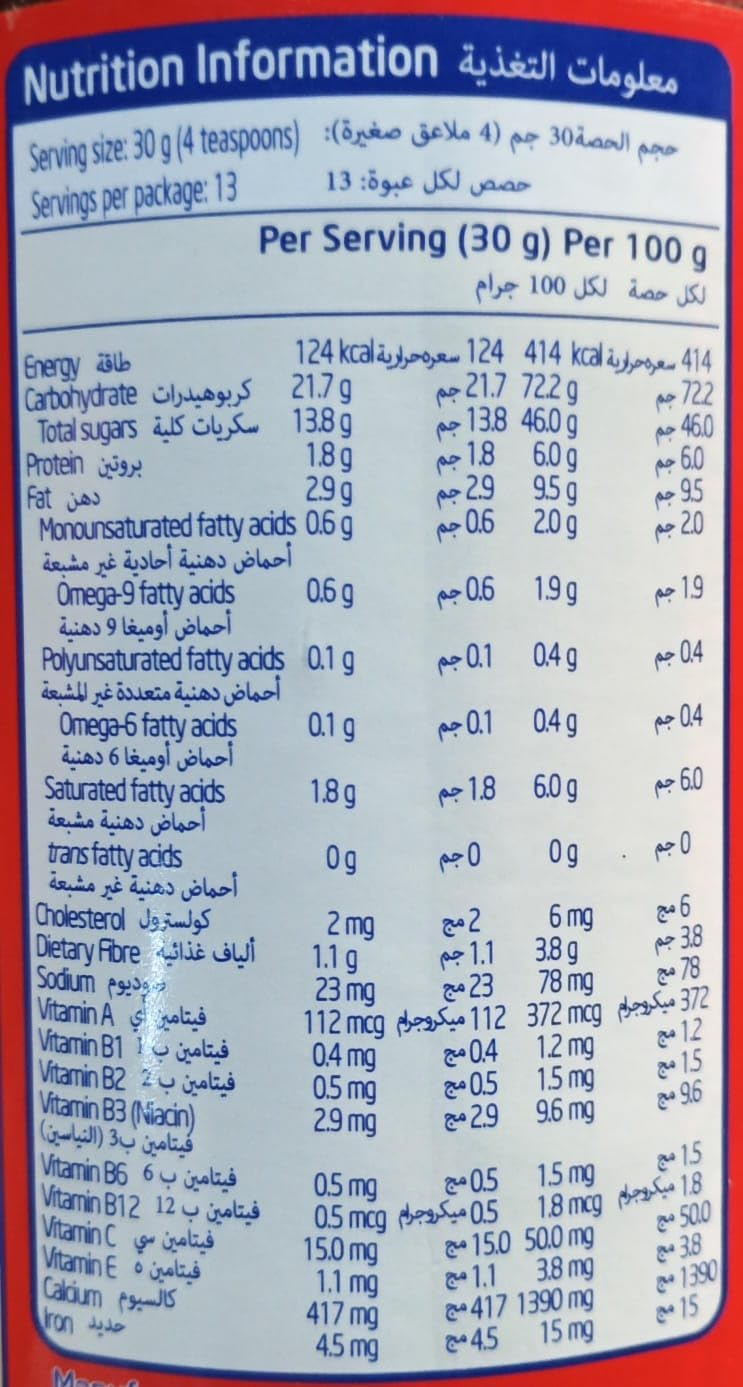 Nutrition Information معلومات التغذية
Serving size: 30 g (4 teaspoons) حجم الحصة30 جم (4 ملاعق صغيرة):
Servings per package: 13 حصص لكل عبوة: 13
Per Serving (30 g) Per 100 g
لكل حصة لكل 100 جرام
Energy طاقة 124 kcal 124 سعرةحرارية 414 kcal 414 سعرةحرارية
Carbohydrate كربوهيدرات 21.7 g 21.7 جم 72.2 g 72.2 جم
Total sugars سكريات كلية 13.8 g 13.8 جم 46.0 g 46.0 جم
Protein بروتين 1.8 g 1.8 جم 6.0 g 6.0 جم
Fat دهن 2.9 g 2.9 جم 9.5 g 9.5 جم
Monounsaturated fatty acids 0.6 g 0.6 جم 2.0 g 2.0 جم
أحماض دهنية أحادية غير مشبعة
Omega-9 fatty acids 0.6 g 0.6 جم 1.9 g 1.9 جم
أحماض أوميغا 9 دهنية
Polyunsaturated fatty acids 0.1 g 0.1 جم 0.4 g 0.4 جم
أحماض دهنية متعددة غير المشبعة
Omega-6 fatty acids 0.1 g 0.1 جم 0.4 g 0.4 جم
أحماض أوميغا 6 دهنية
Saturated fatty acids 1.8 g 1.8 جم 6.0 g 6.0 جم
أحماض دهنية مشبعة
trans fatty acids 0 g 0 جم 0 g 0 جم
أحماض دهنية غير مشبعة
Cholesterol كولسترول 2 mg 2 مج 6 mg 6 مج
Dietary Fibre ألياف غذائية 1.1 g 1.1 جم 3.8 g 3.8 جم
Sodium صوديوم 23 mg 23 مج 78 mg 78 مج
Vitamin A فيتامين أي 112 mcg 112 ميكروجرام 372 mcg 372 ميكروجرام
Vitamin B1 فيتامين ب 1 0.4 mg 0.4 مج 1.2 mg 1.2 مج
Vitamin B2 فيتامين ب 2 0.5 mg 0.5 مج 1.5 mg 1.5 مج
Vitamin B3 (Niacin) 2.9 mg 2.9 مج 9.6 mg 9.6 مج
فيتامين ب3 (النياسين)
Vitamin B6 فيتامين ب 6 0.5 mg 0.5 مج 1.5 mg 1.5 مج
Vitamin B12 فيتامين ب 12 0.5 mcg 0.5 ميكروجرام 1.8 mcg 1.8 ميكروجرام
Vitamin C فيتامين سي 15.0 mg 15.0 مج 50.0 mg 50.0 مج
Vitamin E فيتامين ه 1.1 mg 1.1 مج 3.8 mg 3.8 مج
Calcium كالسيوم 417 mg 417 مج 1390 mg 1390 مج
Iron حديد 4.5 mg 4.5 مج 15 mg 15 مج